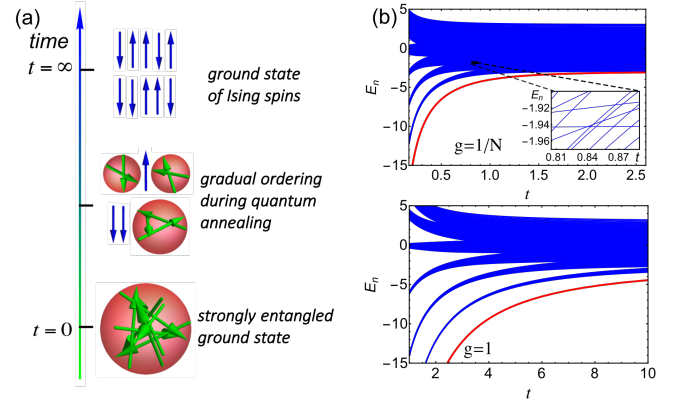 (a)
time
t = ∞
ground state
of Ising spins
gradual ordering
during quantum
annealing
t = 0
strongly entangled
ground state
(b)
5
0
-5
-10
-15
E_n
0.5
1.0
1.5
2.0
2.5
t
g=1/N
E_n
-1.92
-1.94
-1.96
0.81
0.84
0.87
t
5
0
-5
-10
-15
E_n
2
4
6
8
10
t
g=1